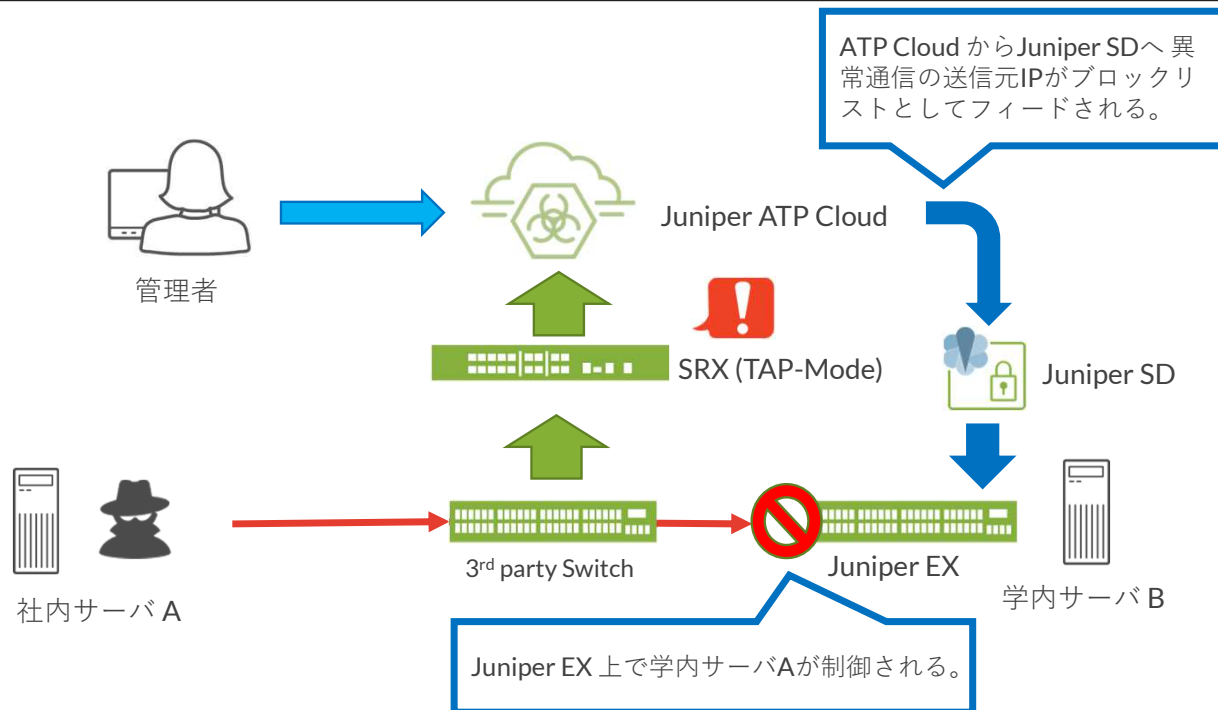 ATP Cloud からJuniper SDへ 異
常通信の送信元IPがブロックリ
ストとしてフィードされる。
Juniper ATP Cloud
管理者
SRX (TAP-Mode)
Juniper SD
3rd party Switch
Juniper EX
社内サーバ A
学内サーバ B
Juniper EX 上で学内サーバAが制御される。